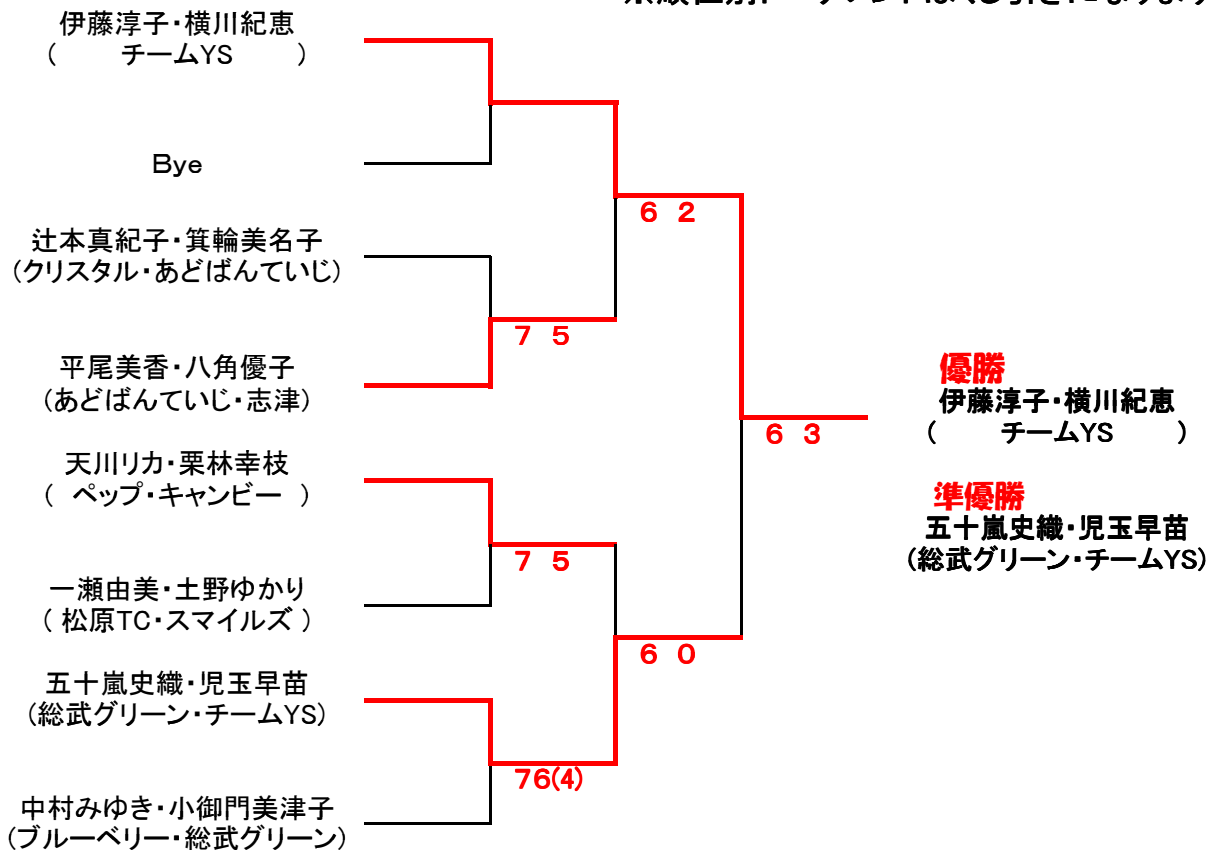 伊藤淳子・横川紀恵
(　　チームYS　　)
Bye
辻本真紀子・箕輪美名子
(クリスタル・あどばんていじ)
平尾美香・八角優子
(あどばんていじ・志津)
天川リカ・栗林幸枝
( ペップ・キャンビー )
一瀬由美・土野ゆかり
( 松原TC・スマイルズ )
五十嵐史織・児玉早苗
(総武グリーン・チームYS)
中村みゆき・小御門美津子
(ブルーベリー・総武グリーン)
7 5
7 5
76(4)
6 2
6 0
6 3
優勝
伊藤淳子・横川紀恵
(　　チームYS　　)
準優勝
五十嵐史織・児玉早苗
(総武グリーン・チームYS)